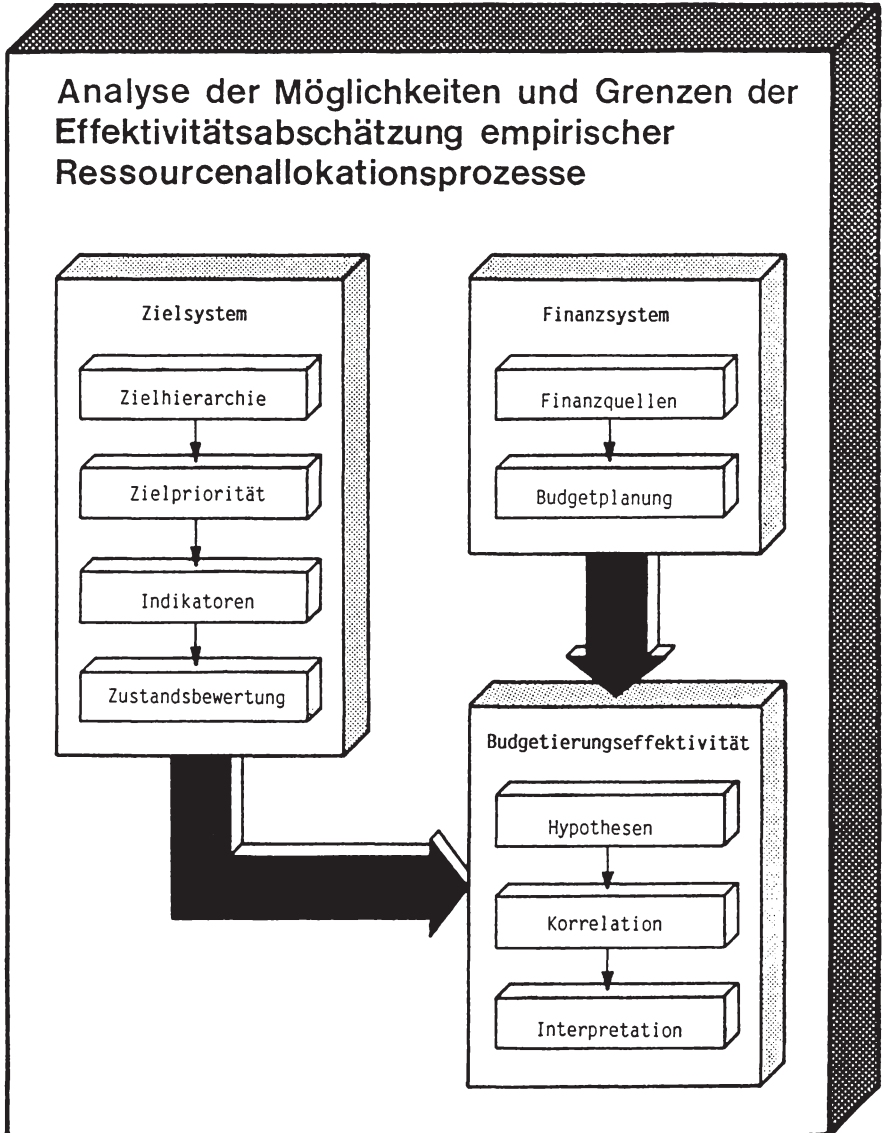 Analyse der Möglichkeiten und Grenzen der
Effektivitätsabschätzung empirischer
Ressourcenallokationsprozesse
Zielsystem
Zielhierarchie
Zielpriorität
Indikatoren
Zustandsbewertung
Finanzsystem
Finanzquellen
Budgetplanung
Budgetierungseffektivität
Hypothesen
Korrelation
Interpretation